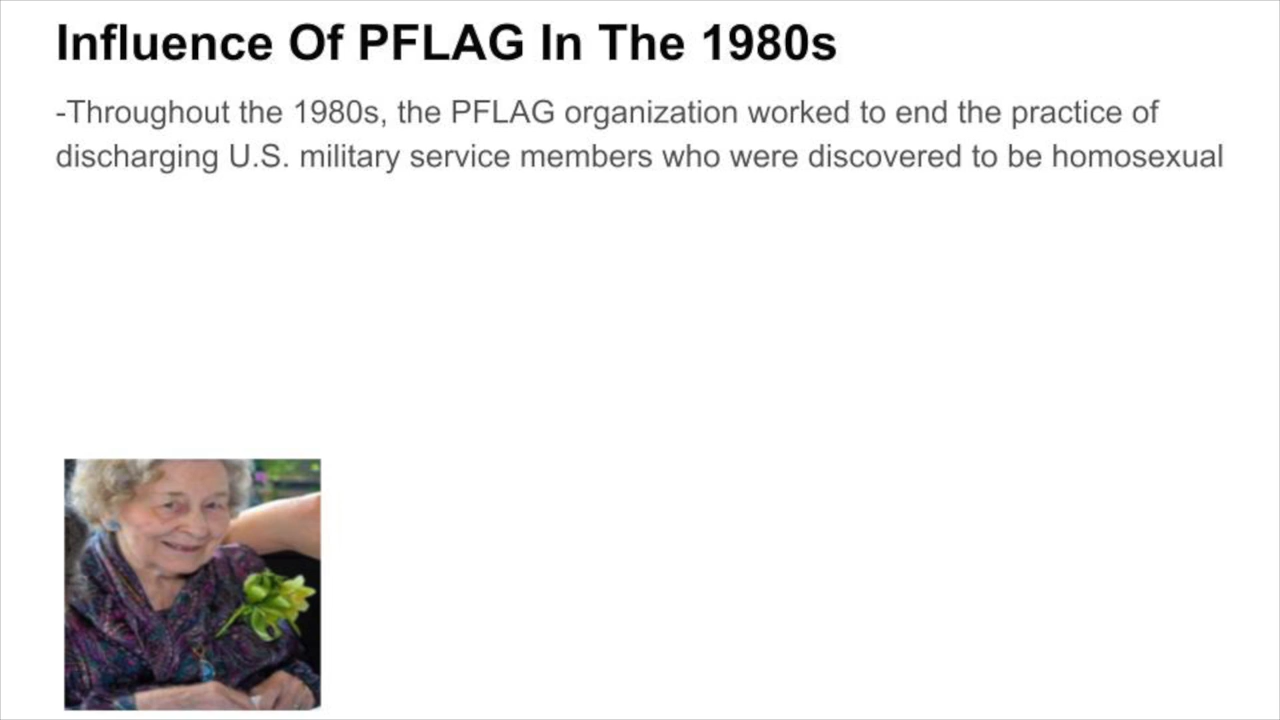 Influence Of PFLAG In The 1980s
-Throughout the 1980s, the PFLAG organization worked to end the practice of
discharging U.S. military service members who were discovered to be homosexual